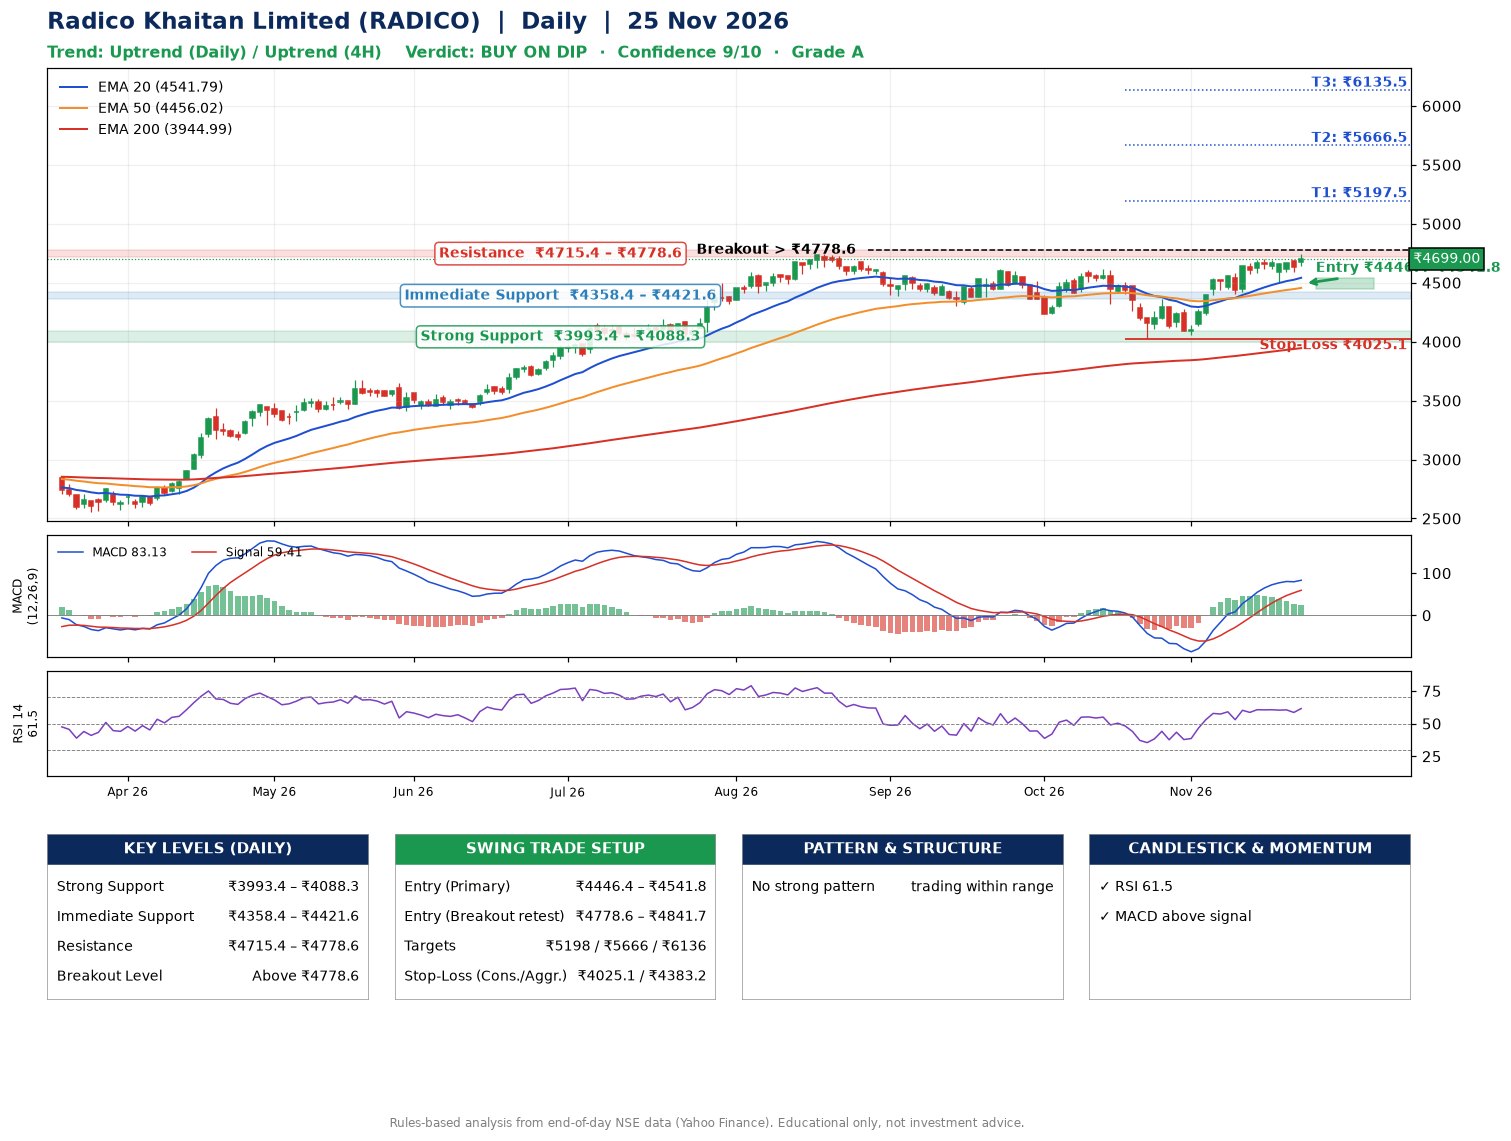 Radico Khaitan Limited (RADICO) | Daily | 25 Nov 2026
Trend: Uptrend (Daily) / Uptrend (4H) Verdict: BUY ON DIP · Confidence 9/10 · Grade A
EMA 20 (4541.79)
EMA 50 (4456.02)
EMA 200 (3944.99)
T3: ₹6135.5
T2: ₹5666.5
T1: ₹5197.5
Resistance ₹4715.4 – ₹4778.6
Breakout > ₹4778.6
₹4699.00
Entry ₹4446
.8
Immediate Support ₹4358.4 – ₹4421.6
Strong Support ₹3993.4 – ₹4088.3
Stop-Loss ₹4025.1
6000
5500
5000
4500
4000
3500
3000
2500
MACD (12,26,9)
MACD 83.13
Signal 59.41
100
0
RSI 14
61.5
75
50
25
Apr 26
May 26
Jun 26
Jul 26
Aug 26
Sep 26
Oct 26
Nov 26
KEY LEVELS (DAILY)
Strong Support ₹3993.4 – ₹4088.3
Immediate Support ₹4358.4 – ₹4421.6
Resistance ₹4715.4 – ₹4778.6
Breakout Level Above ₹4778.6
SWING TRADE SETUP
Entry (Primary) ₹4446.4 – ₹4541.8
Entry (Breakout retest) ₹4778.6 – ₹4841.7
Targets ₹5198 / ₹5666 / ₹6136
Stop-Loss (Cons./Aggr.) ₹4025.1 / ₹4383.2
PATTERN & STRUCTURE
No strong pattern trading within range
CANDLESTICK & MOMENTUM
✓ RSI 61.5
✓ MACD above signal
Rules-based analysis from end-of-day NSE data (Yahoo Finance). Educational only, not investment advice.